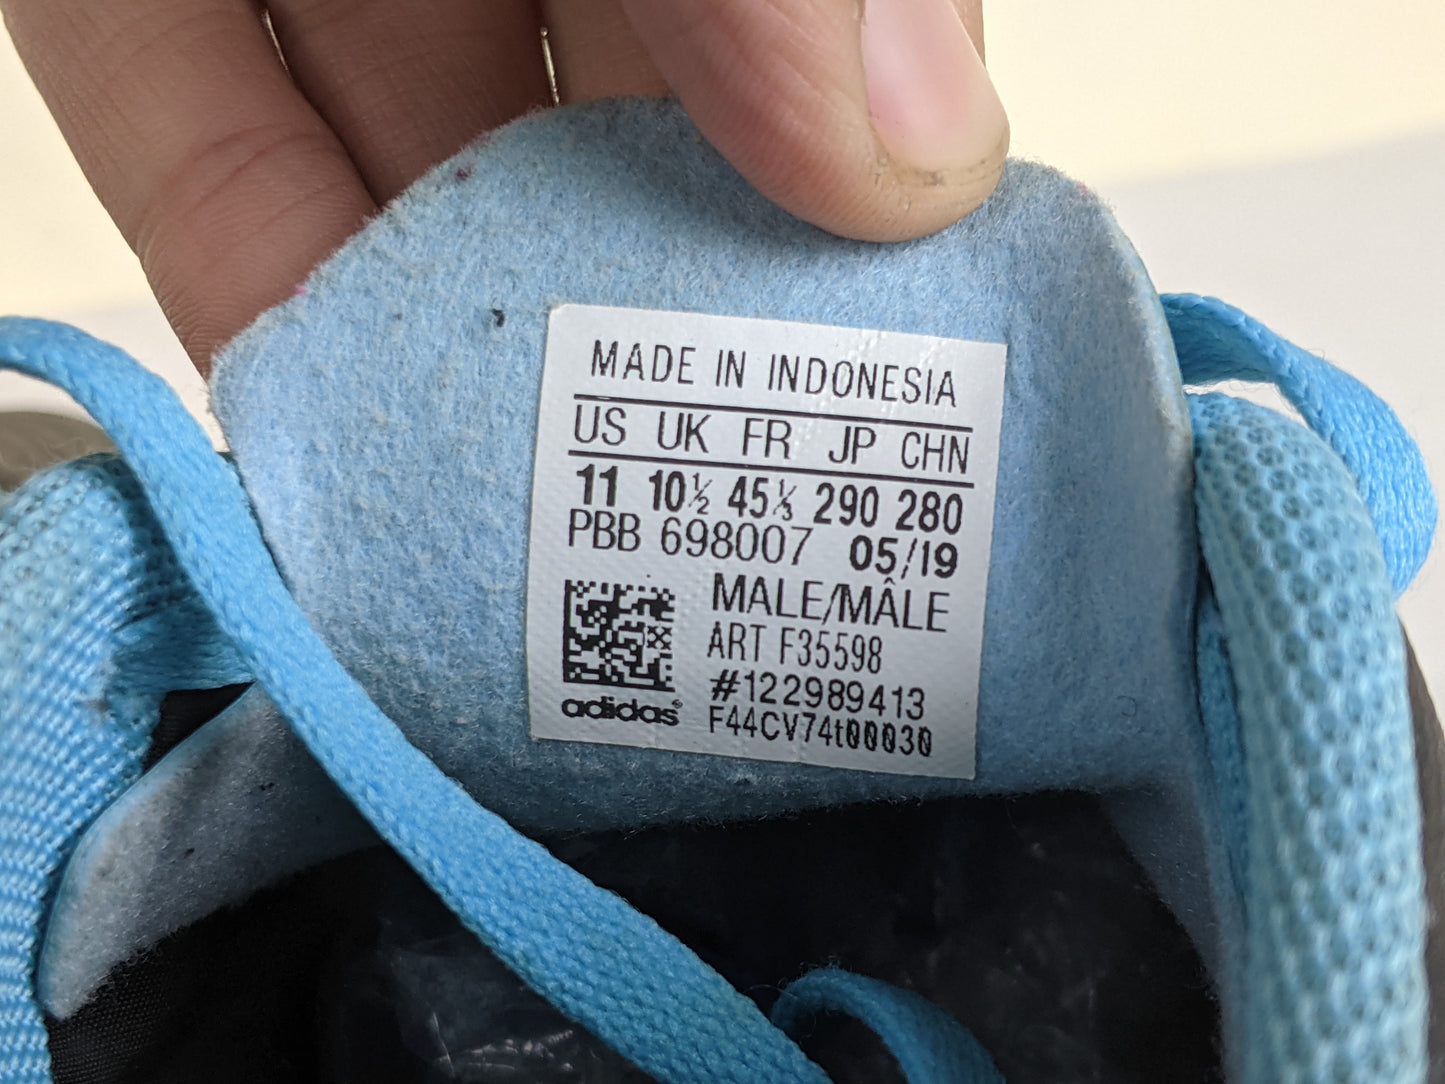 MADE IN INDONESIA
US UK FR JP CHN
11 10½ 45⅓ 290 280
PBB 698007 05/19
MALE/MÂLE
ART F35598
#122989413
adidas® F44CV74t00030